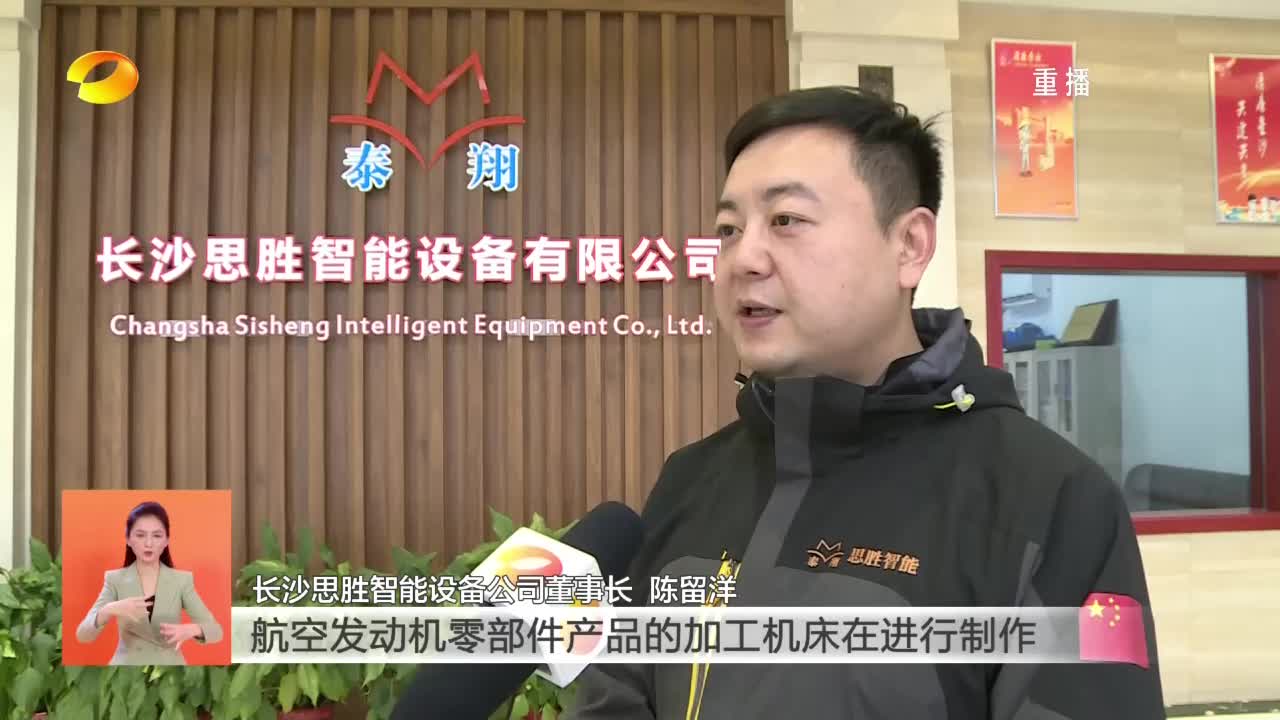 重播
泰翔
长沙思胜智能设备有限公司
Changsha Sisheng Intelligent Equipment Co., Ltd.
泰翔 思胜智能
长沙思胜智能设备公司董事长 陈留洋
航空发动机零部件产品的加工机床在进行制作